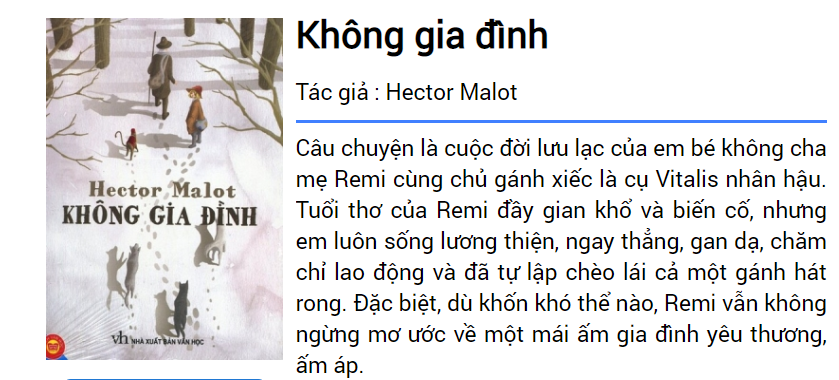 Không gia đình
Tác giả : Hector Malot
Câu chuyện là cuộc đời lưu lạc của em bé không cha
mẹ Remi cùng chủ gánh xiếc là cụ Vitalis nhân hậu.
Tuổi thơ của Remi đầy gian khổ và biến cố, nhưng
em luôn sống lương thiện, ngay thẳng, gan dạ, chăm
chỉ lao động và đã tự lập chèo lái cả một gánh hát
rong. Đặc biệt, dù khốn khó thế nào, Remi vẫn không
ngừng mơ ước về một mái ấm gia đình yêu thương,
ấm áp.
Hector Malot
KHÔNG GIA ĐÌNH
vh NHÀ XUẤT BẢN VĂN HỌC